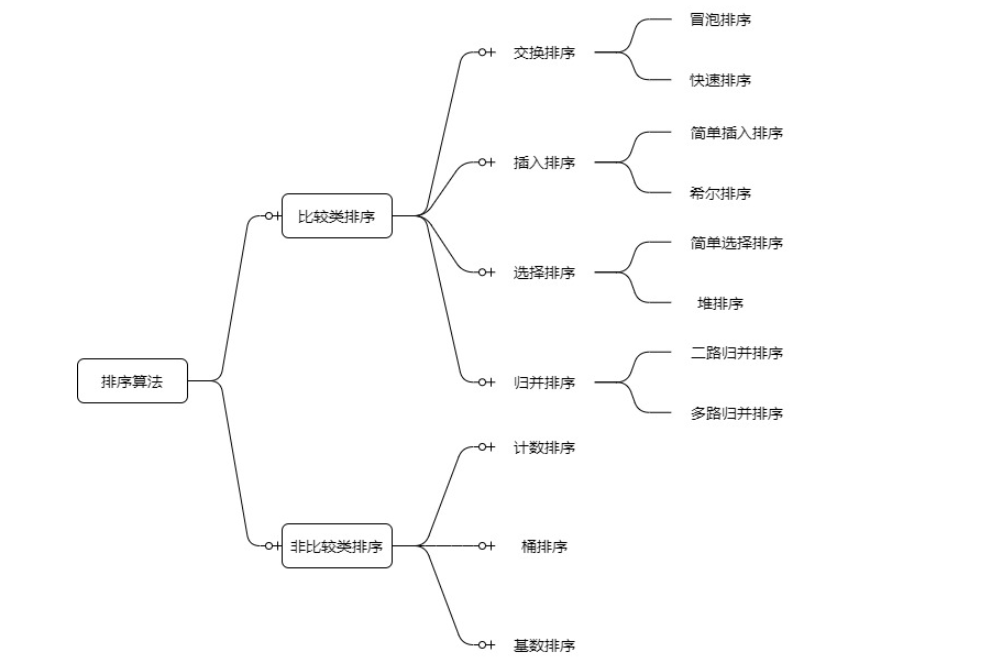 冒泡排序
交换排序
快速排序
简单插入排序
插入排序
希尔排序
比较类排序
简单选择排序
选择排序
堆排序
二路归并排序
排序算法
归并排序
多路归并排序
计数排序
非比较类排序
桶排序
基数排序